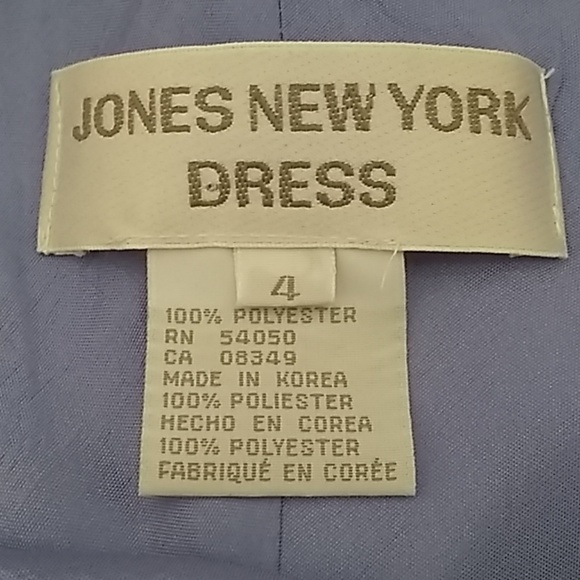 JONES NEW YORK
DRESS
4
100% POLYESTER
RN 54050
CA 08349
MADE IN KOREA
100% POLIESTER
HECHO EN COREA
100% POLYESTER
FABRIQUÉ EN CORÉE